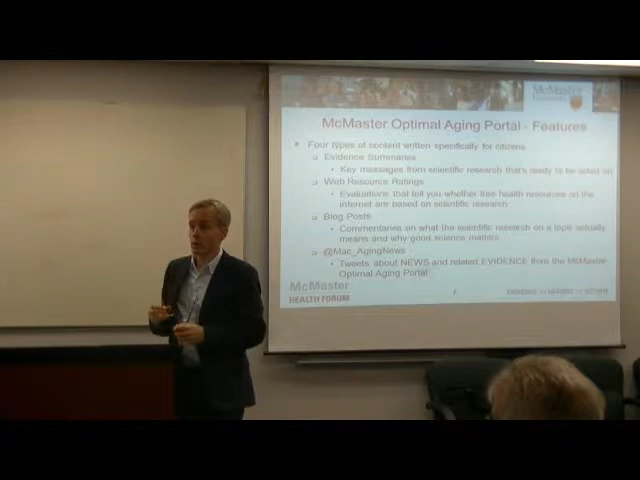 McMaster
University
McMaster Optimal Aging Portal - Features
Four types of content written specifically for citizens
Evidence Summaries
Key messages from scientific research that's ready to be acted on
Web Resource Ratings
Evaluations that tell you whether free health resources on the
internet are based on scientific research
Blog Posts
Commentaries on what the scientific research on a topic actually
means and why good science matters
@Mac_AgingNews
Tweets about NEWS and related EVIDENCE from the McMaster
Optimal Aging Portal
McMaster
HEALTH FORUM